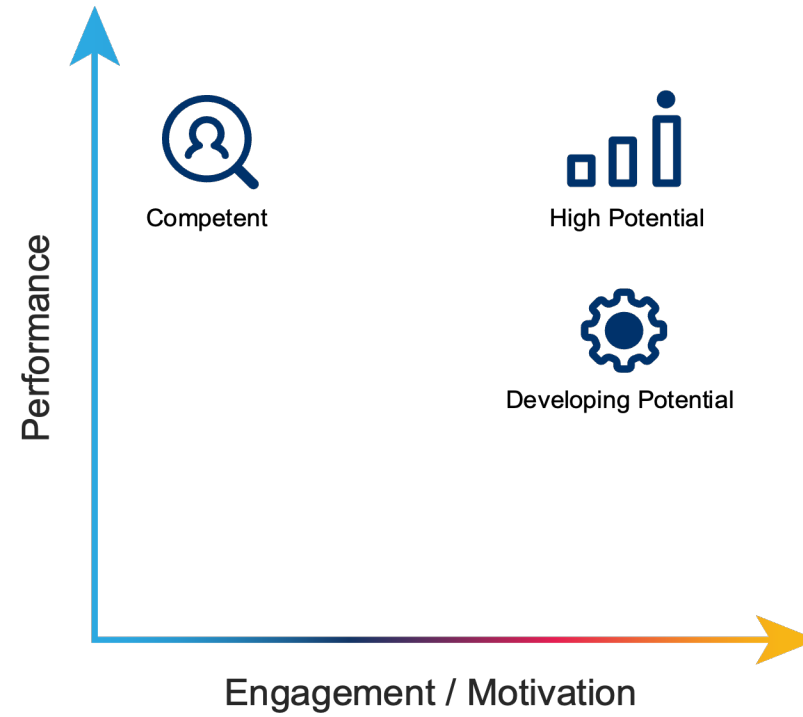 Competent
High Potential
Developing Potential
Performance
Engagement / Motivation